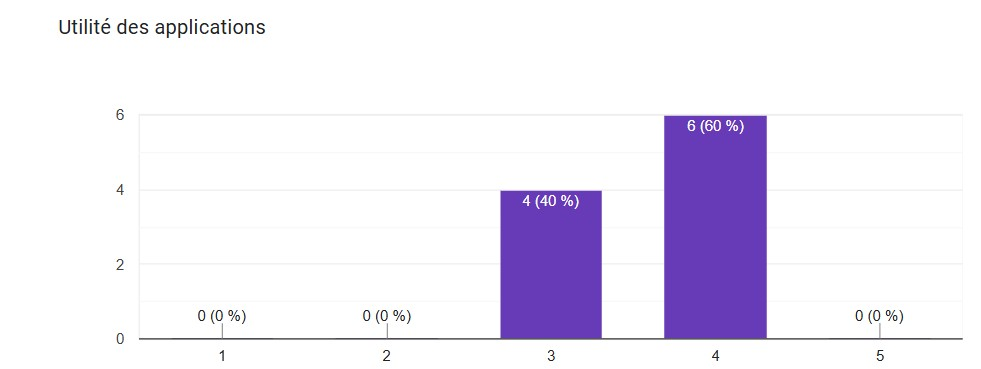 Utilité des applications
6
6 (60 %)
4
4 (40 %)
2
0 (0 %) 0 (0 %) 0 (0 %)
0
1 2 3 4 5